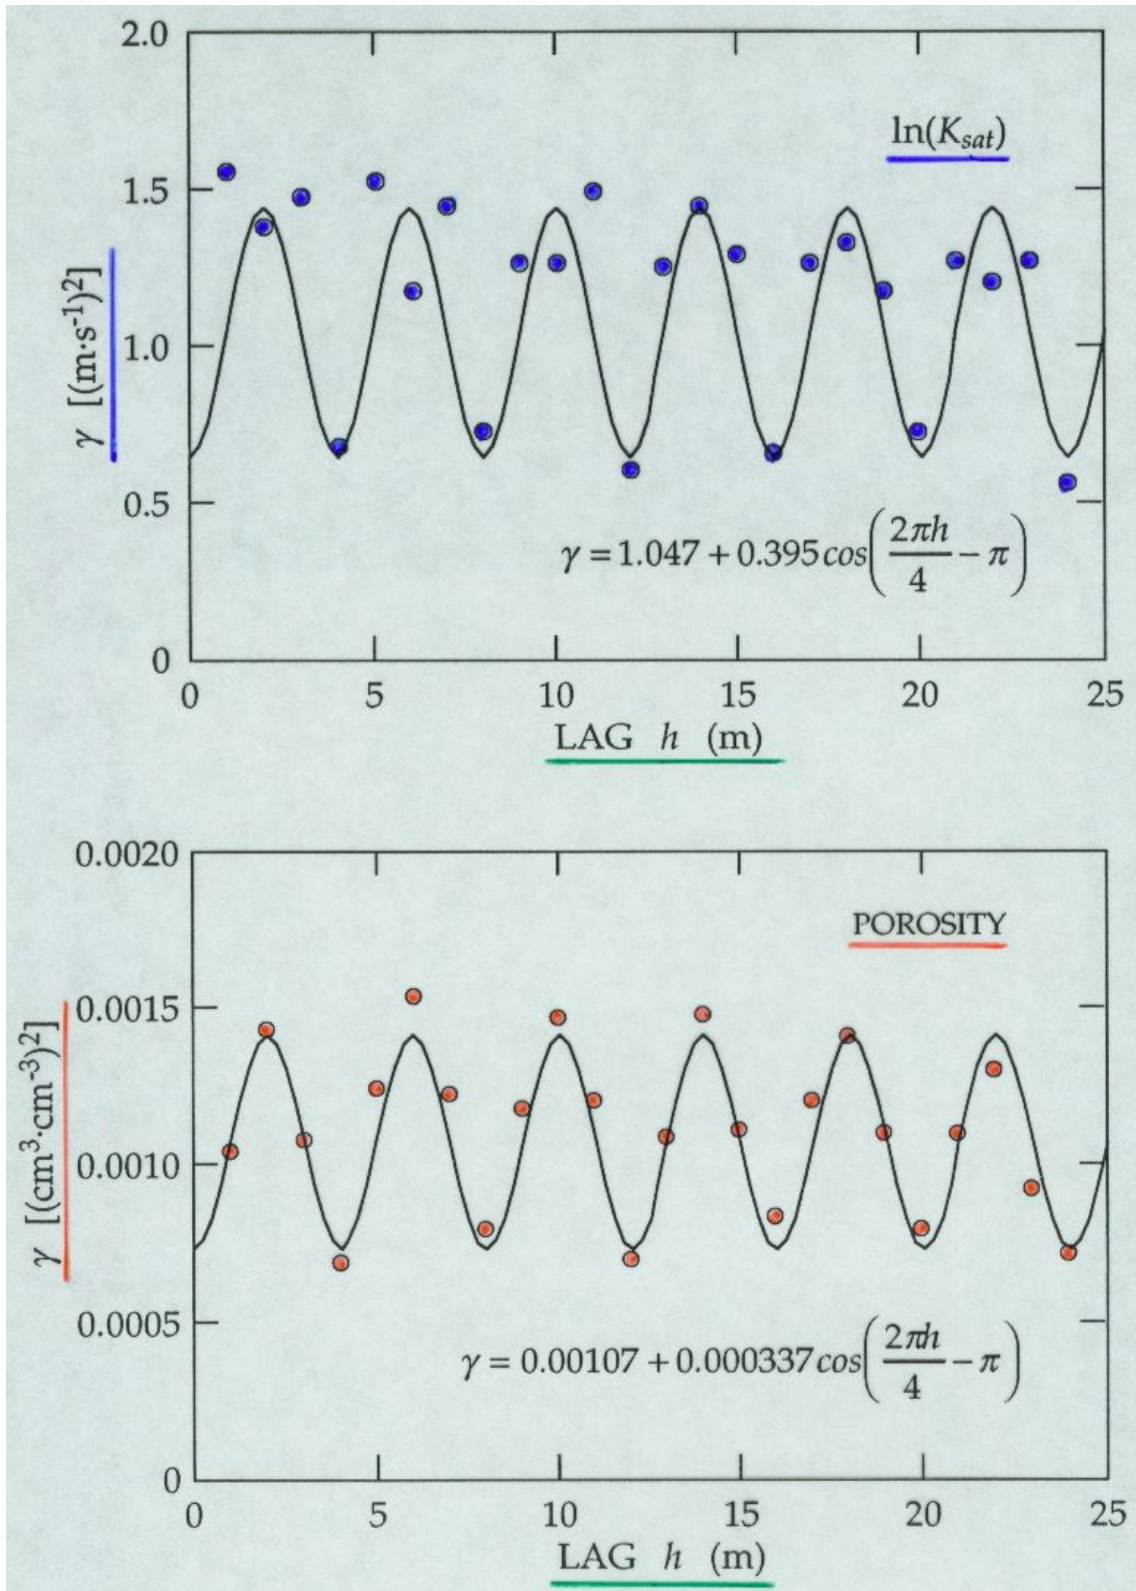 2.0
ln(K_sat)
1.5
γ [(m·s⁻¹)²]
1.0
0.5
γ = 1.047 + 0.395 cos(2πh/4 − π)
0
0 5 10 15 20 25
LAG h (m)
0.0020
POROSITY
0.0015
γ [(cm³·cm⁻³)²]
0.0010
0.0005
γ = 0.00107 + 0.000337 cos(2πh/4 − π)
0
0 5 10 15 20 25
LAG h (m)